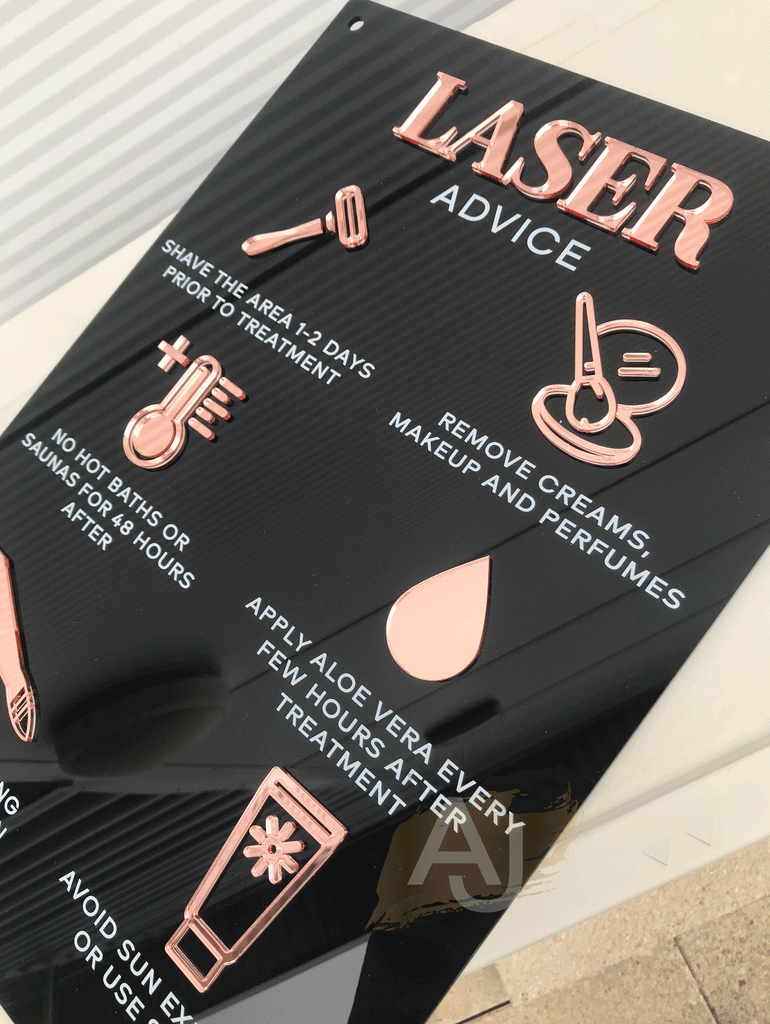 LASER
ADVICE
SHAVE THE AREA 1-2 DAYS
PRIOR TO TREATMENT
REMOVE CREAMS,
MAKEUP AND PERFUMES
NO HOT BATHS OR
SAUNAS FOR 48 HOURS
AFTER
APPLY ALOE VERA EVERY
FEW HOURS AFTER
TREATMENT
AVOID SUN
OR USE
AJ